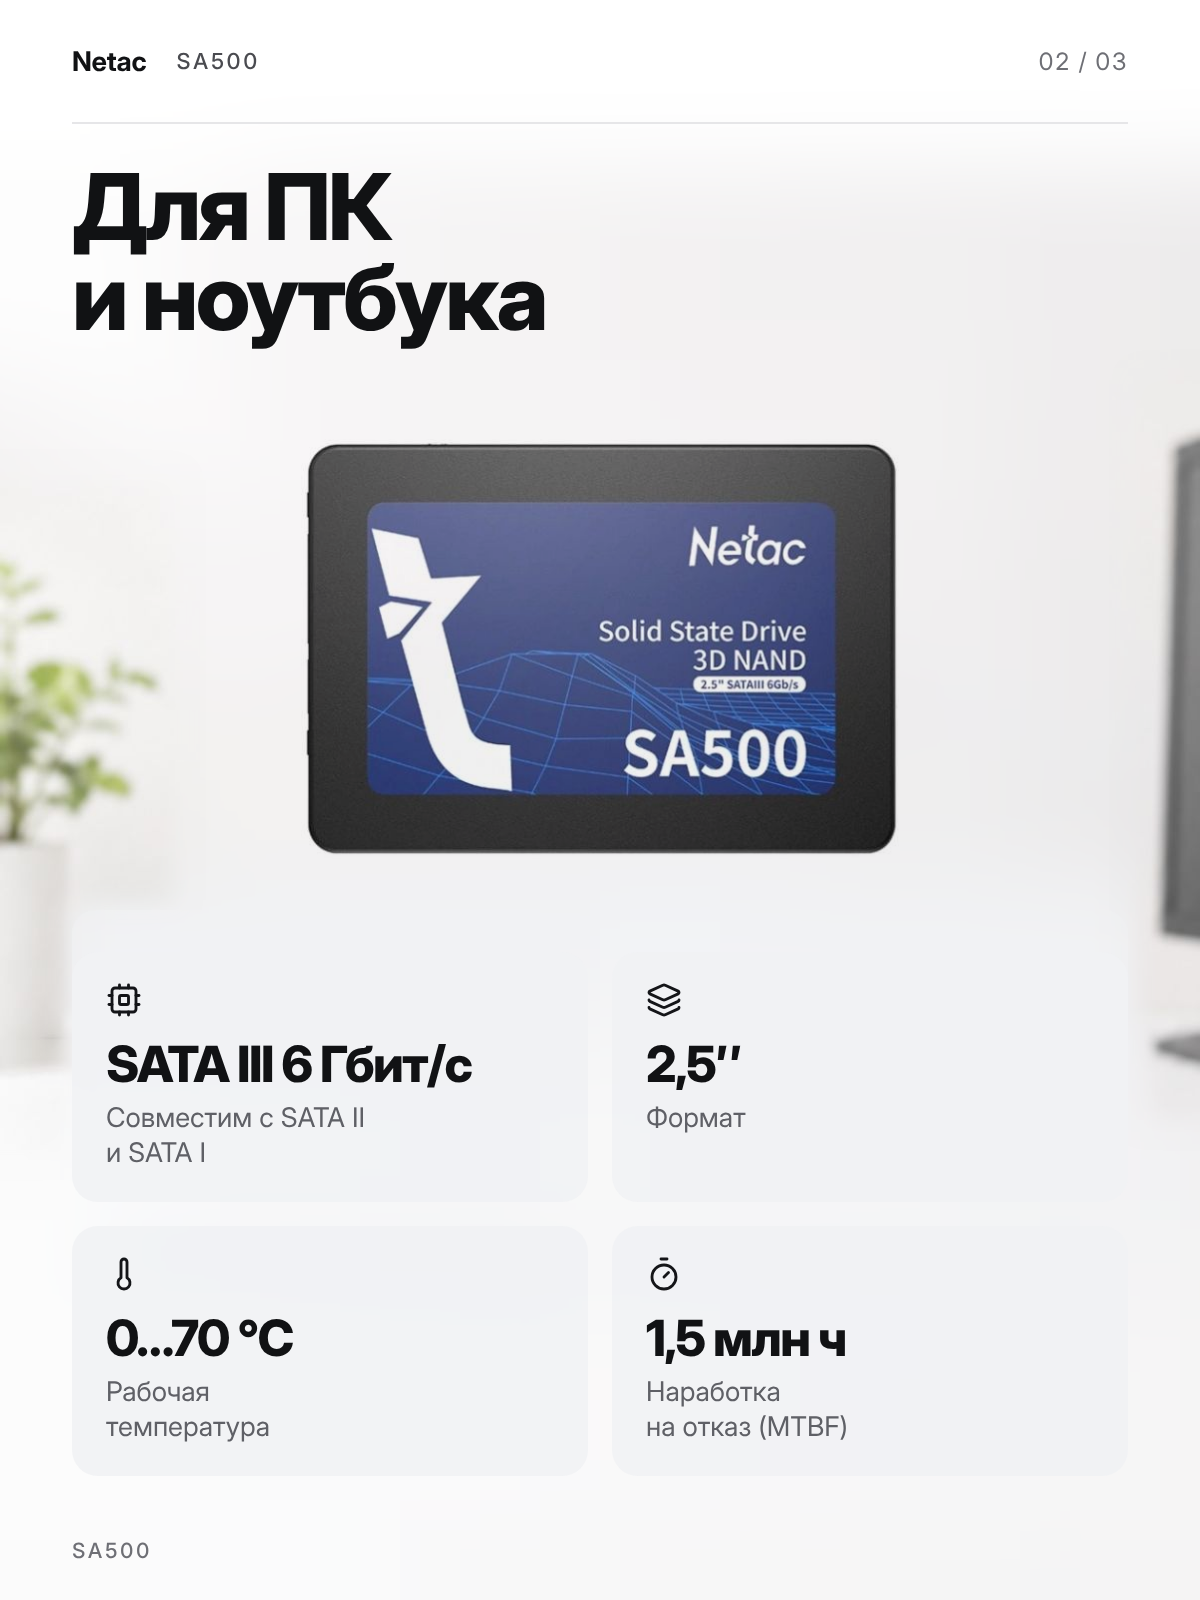 Netac SA500 02 / 03
Для ПК
и ноутбука
Netac
Solid State Drive
3D NAND
2.5" SATAIII 6Gb/s
SA500
SATA III 6 Гбит/с
Совместим с SATA II
и SATA I
2,5″
Формат
0…70 °C
Рабочая
температура
1,5 млн ч
Наработка
на отказ (MTBF)
SA500